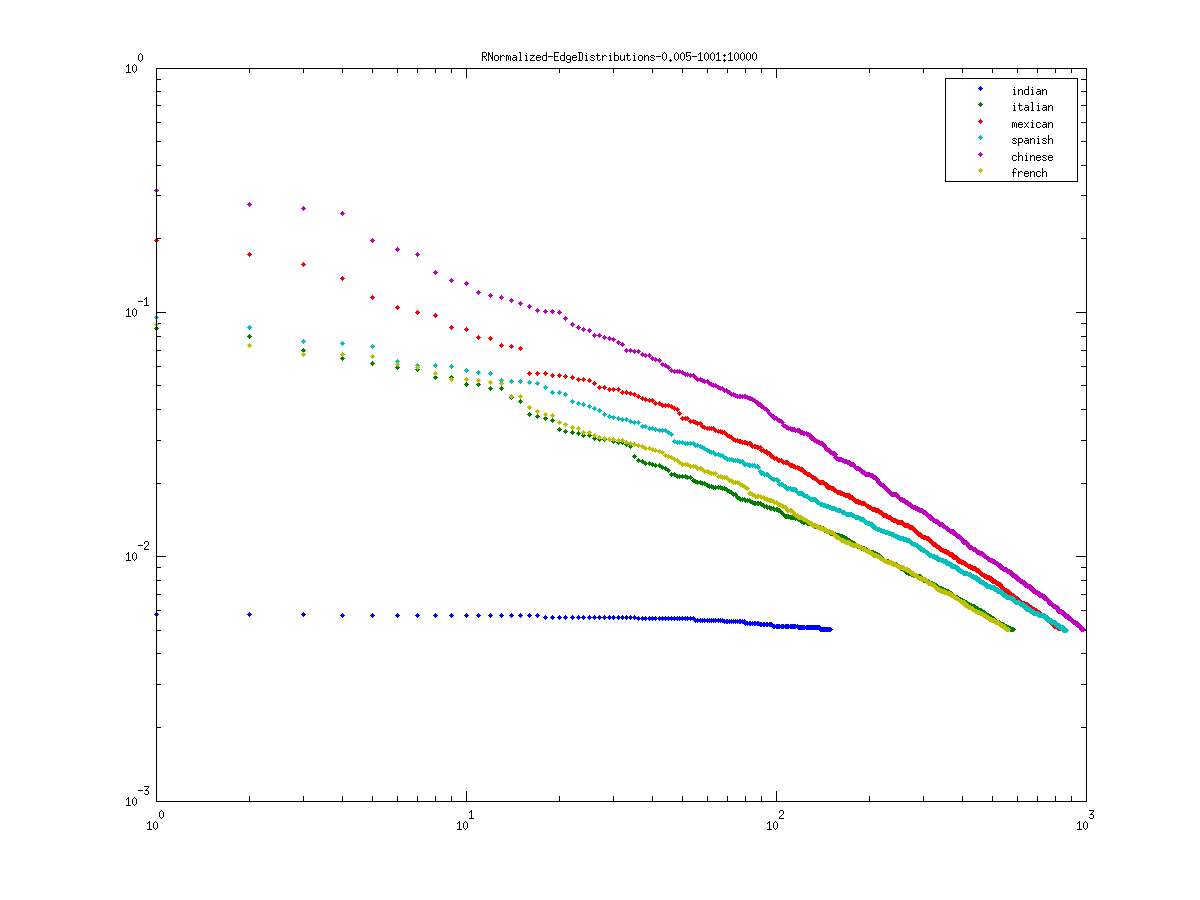 RNormalized-EdgeDistributions-0.005-1001:10000
10^0
10^-1
10^-2
10^-3
indian
italian
mexican
spanish
chinese
french
10^0 10^1 10^2 10^3